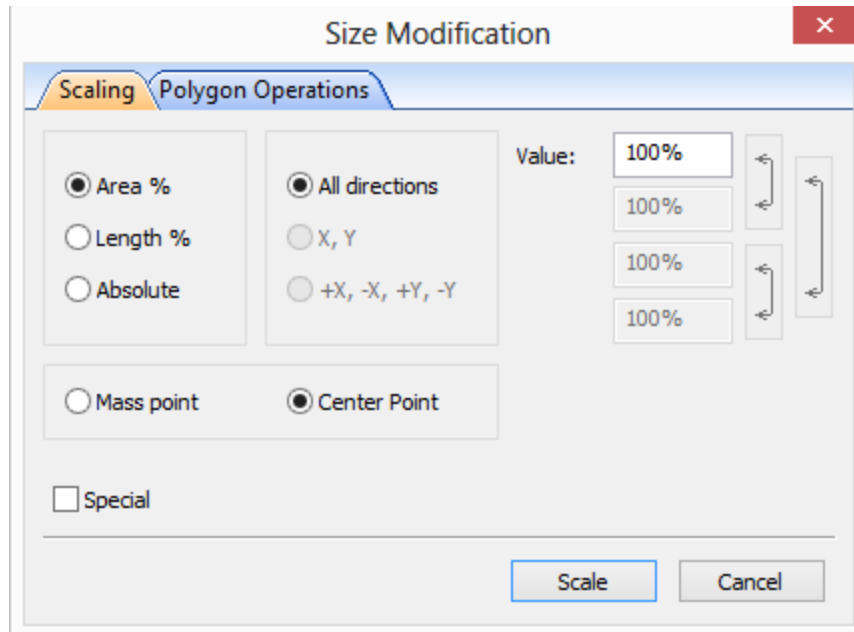 Size Modification
Scaling
Polygon Operations
Area %
All directions
Value:
100%
100%
Length %
X, Y
100%
Absolute
+X, -X, +Y, -Y
100%
Mass point
Center Point
Special
Scale
Cancel